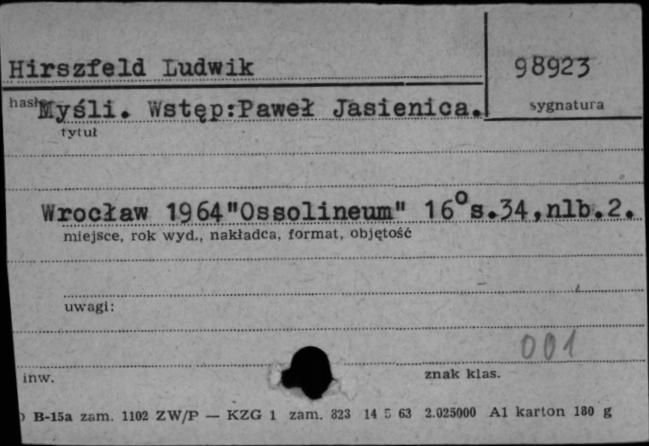 Hirszfeld Ludwik 98923
hasło Myśli. Wstęp:Paweł Jasienica. sygnatura
tytuł
Wrocław 1964"Ossolineum" 16°s.34,nlb.2.
miejsce, rok wyd., nakładca, format, objętość
uwagi:
001
inw. znak klas.
B-15a zam. 1102 ZW/P — KZG 1 zam. 323 14 5 63 2.025000 A1 karton 180 g